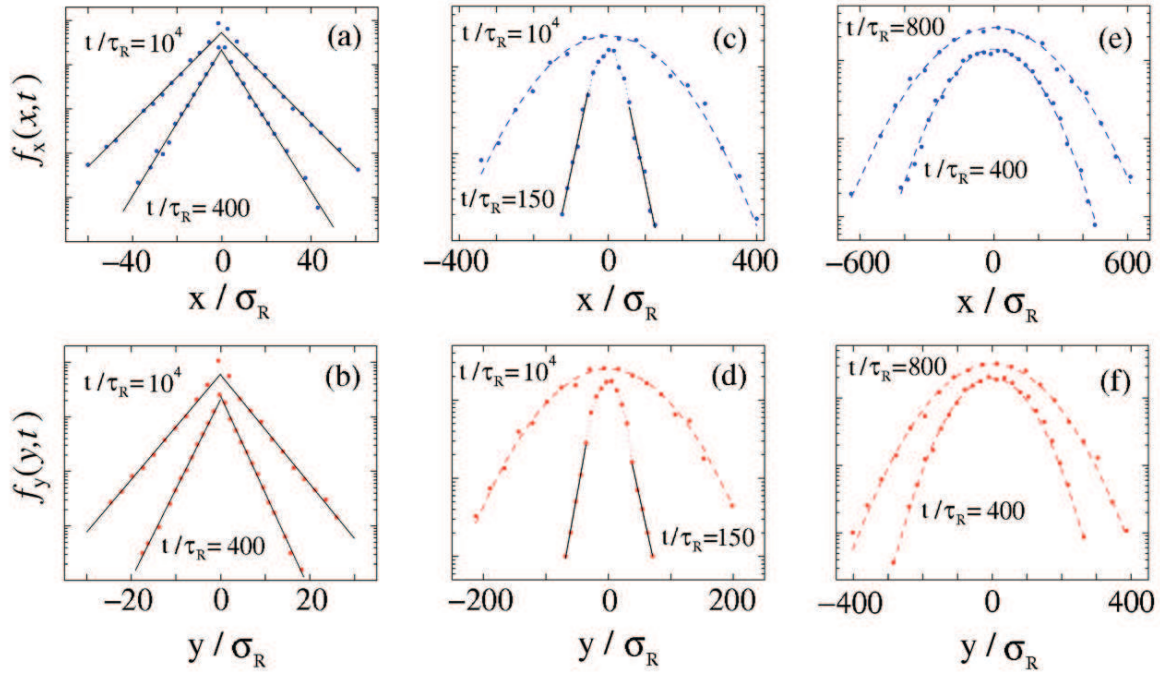 (a)
t/τ_R = 10^4
t/τ_R = 400
f_x(x,t)
−40 0 40
x / σ_R
(c)
t/τ_R = 10^4
t/τ_R = 150
−400 0 400
x / σ_R
(e)
t/τ_R = 800
t/τ_R = 400
−600 0 600
x / σ_R
(b)
t/τ_R = 10^4
t/τ_R = 400
f_y(y,t)
−20 0 20
y / σ_R
(d)
t/τ_R = 10^4
t/τ_R = 150
−200 0 200
y / σ_R
(f)
t/τ_R = 800
t/τ_R = 400
−400 0 400
y / σ_R